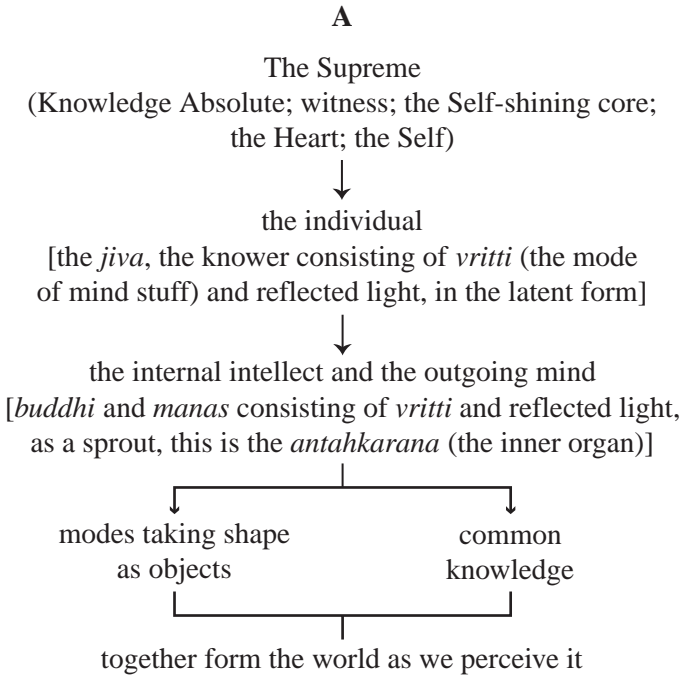 A
The Supreme
(Knowledge Absolute; witness; the Self-shining core;
the Heart; the Self)
the individual
[the jiva, the knower consisting of vritti (the mode
of mind stuff) and reflected light, in the latent form]
the internal intellect and the outgoing mind
[buddhi and manas consisting of vritti and reflected light,
as a sprout, this is the antahkarana (the inner organ)]
modes taking shape
as objects
common
knowledge
together form the world as we perceive it